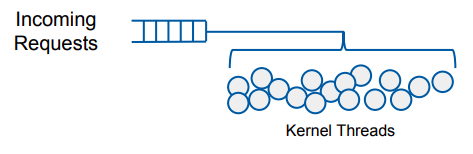 Incoming
Requests
Kernel Threads